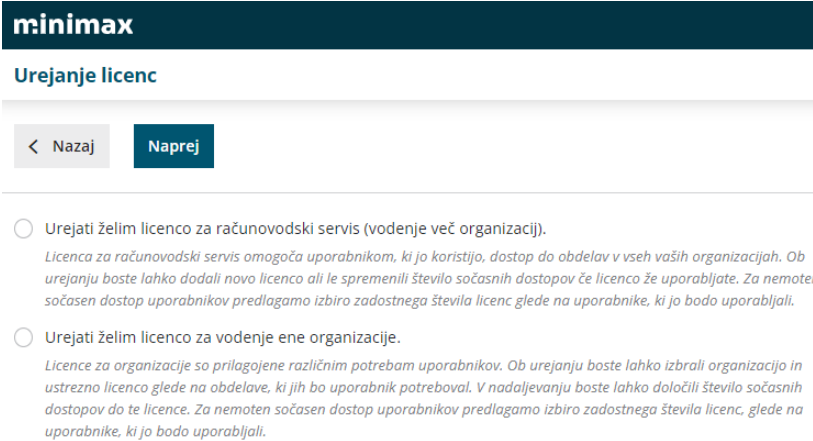 minimax
Urejanje licenc
Nazaj
Naprej
Urejati želim licenco za računovodski servis (vodenje več organizacij).
Licenca za računovodski servis omogoča uporabnikom, ki jo koristijo, dostop do obdelav v vseh vaših organizacijah. Ob
urejanju boste lahko dodali novo licenco ali le spremenili število sočasnih dostopov če licenco že uporabljate. Za nemoten
sočasen dostop uporabnikov predlagamo izbiro zadostnega števila licenc glede na uporabnike, ki jo bodo uporabljali.
Urejati želim licenco za vodenje ene organizacije.
Licence za organizacije so prilagojene različnim potrebam uporabnikov. Ob urejanju boste lahko izbrali organizacijo in
ustrezno licenco glede na obdelave, ki jih bo uporabnik potreboval. V nadaljevanju boste lahko določili število sočasnih
dostopov do te licence. Za nemoten sočasen dostop uporabnikov predlagamo izbiro zadostnega števila licenc, glede na
uporabnike, ki jo bodo uporabljali.